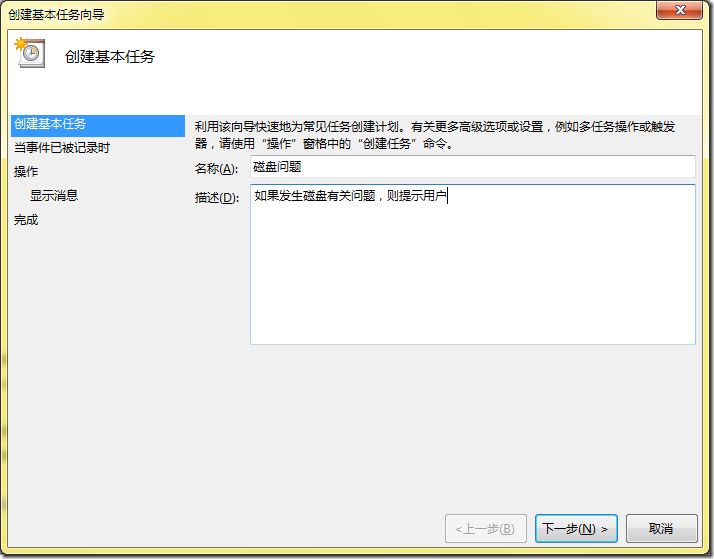 创建基本任务向导
创建基本任务
创建基本任务
当事件已被记录时
操作
显示消息
完成
利用该向导快速地为常见任务创建计划。有关更多高级选项或设置，例如多任务操作或触发
器，请使用“操作”窗格中的“创建任务”命令。
名称(A): 磁盘问题
描述(D): 如果发生磁盘有关问题，则提示用户
<上一步(B) 下一步(N) > 取消